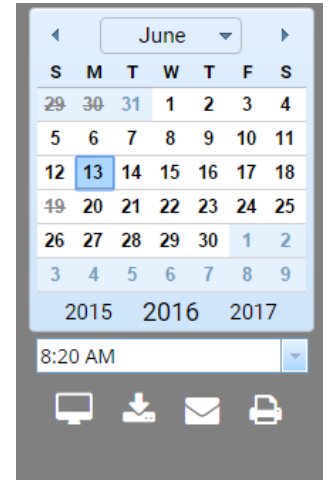 June
S M T W T F S
29 30 31 1 2 3 4
5 6 7 8 9 10 11
12 13 14 15 16 17 18
19 20 21 22 23 24 25
26 27 28 29 30 1 2
3 4 5 6 7 8 9
2015 2016 2017
8:20 AM